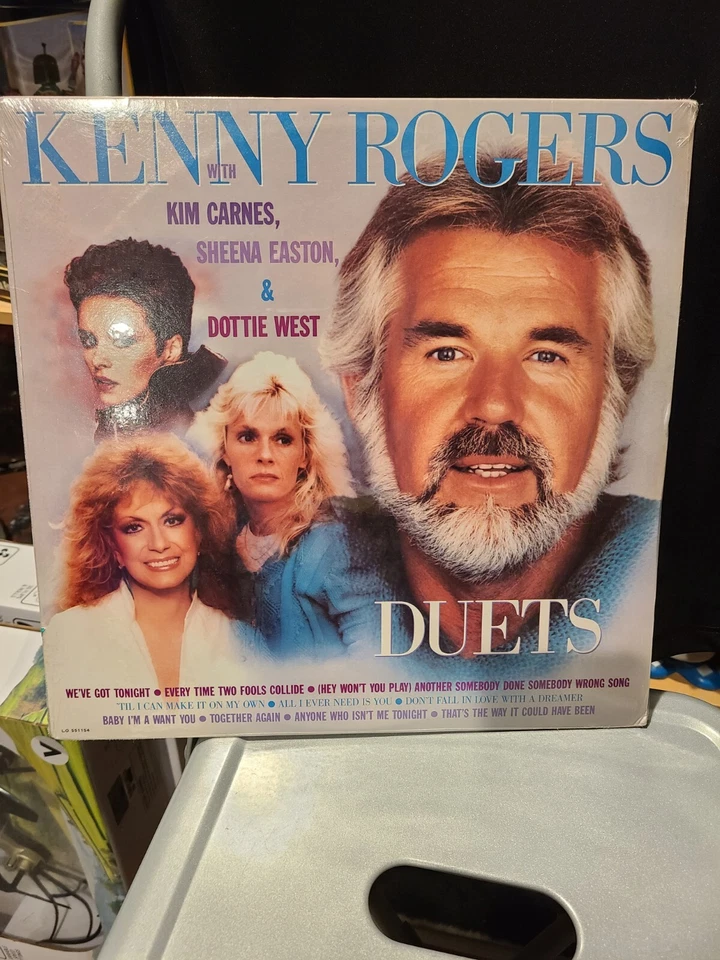 KENNY ROGERS
WITH
KIM CARNES,
SHEENA EASTON,
&
DOTTIE WEST
DUETS
WE'VE GOT TONIGHT • EVERY TIME TWO FOOLS COLLIDE • (HEY WON'T YOU PLAY) ANOTHER SOMEBODY DONE SOMEBODY WRONG SONG
'TIL I CAN MAKE IT ON MY OWN • ALL I EVER NEED IS YOU • DON'T FALL IN LOVE WITH A DREAMER
BABY I'M A WANT YOU • TOGETHER AGAIN • ANYONE WHO ISN'T ME TONIGHT • THAT'S THE WAY IT COULD HAVE BEEN
LO 551154
V